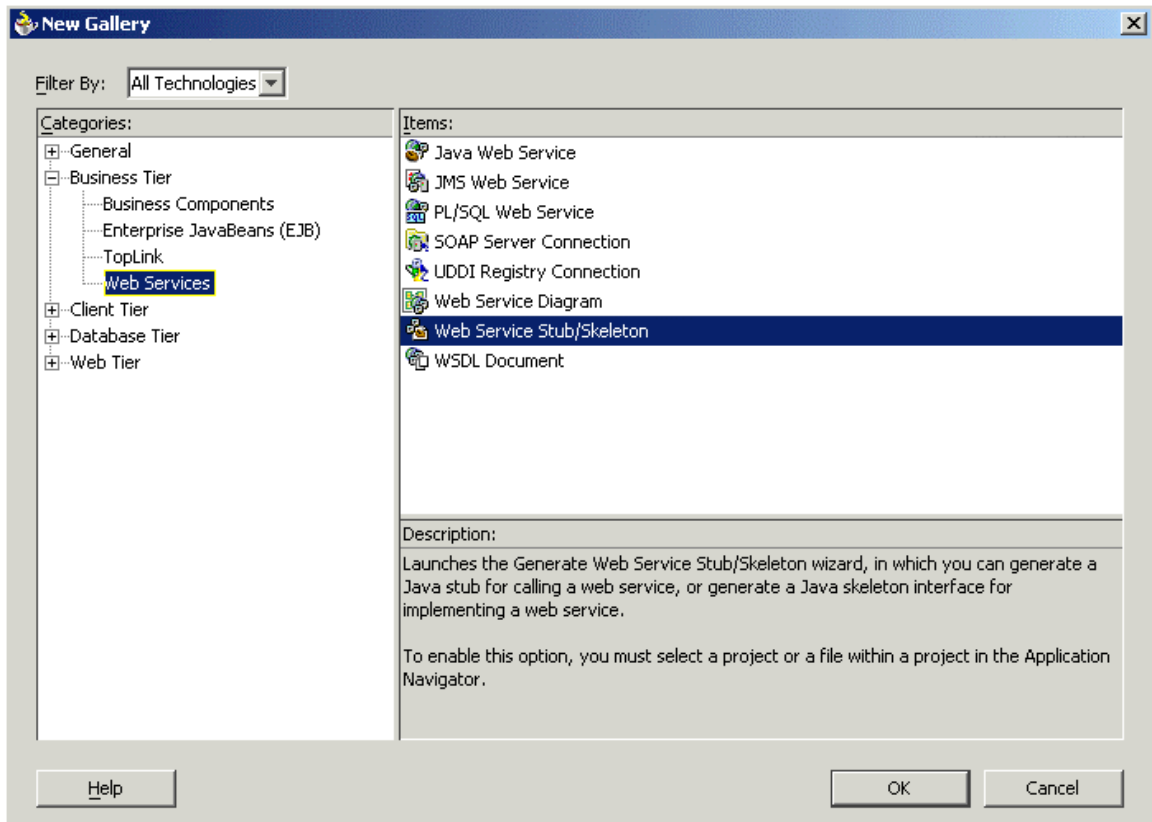 New Gallery
Filter By: All Technologies
Categories:
General
Business Tier
Business Components
Enterprise JavaBeans (EJB)
TopLink
Web Services
Client Tier
Database Tier
Web Tier
Items:
Java Web Service
JMS Web Service
PL/SQL Web Service
SOAP Server Connection
UDDI Registry Connection
Web Service Diagram
Web Service Stub/Skeleton
WSDL Document
Description:
Launches the Generate Web Service Stub/Skeleton wizard, in which you can generate a
Java stub for calling a web service, or generate a Java skeleton interface for
implementing a web service.
To enable this option, you must select a project or a file within a project in the Application
Navigator.
Help OK Cancel